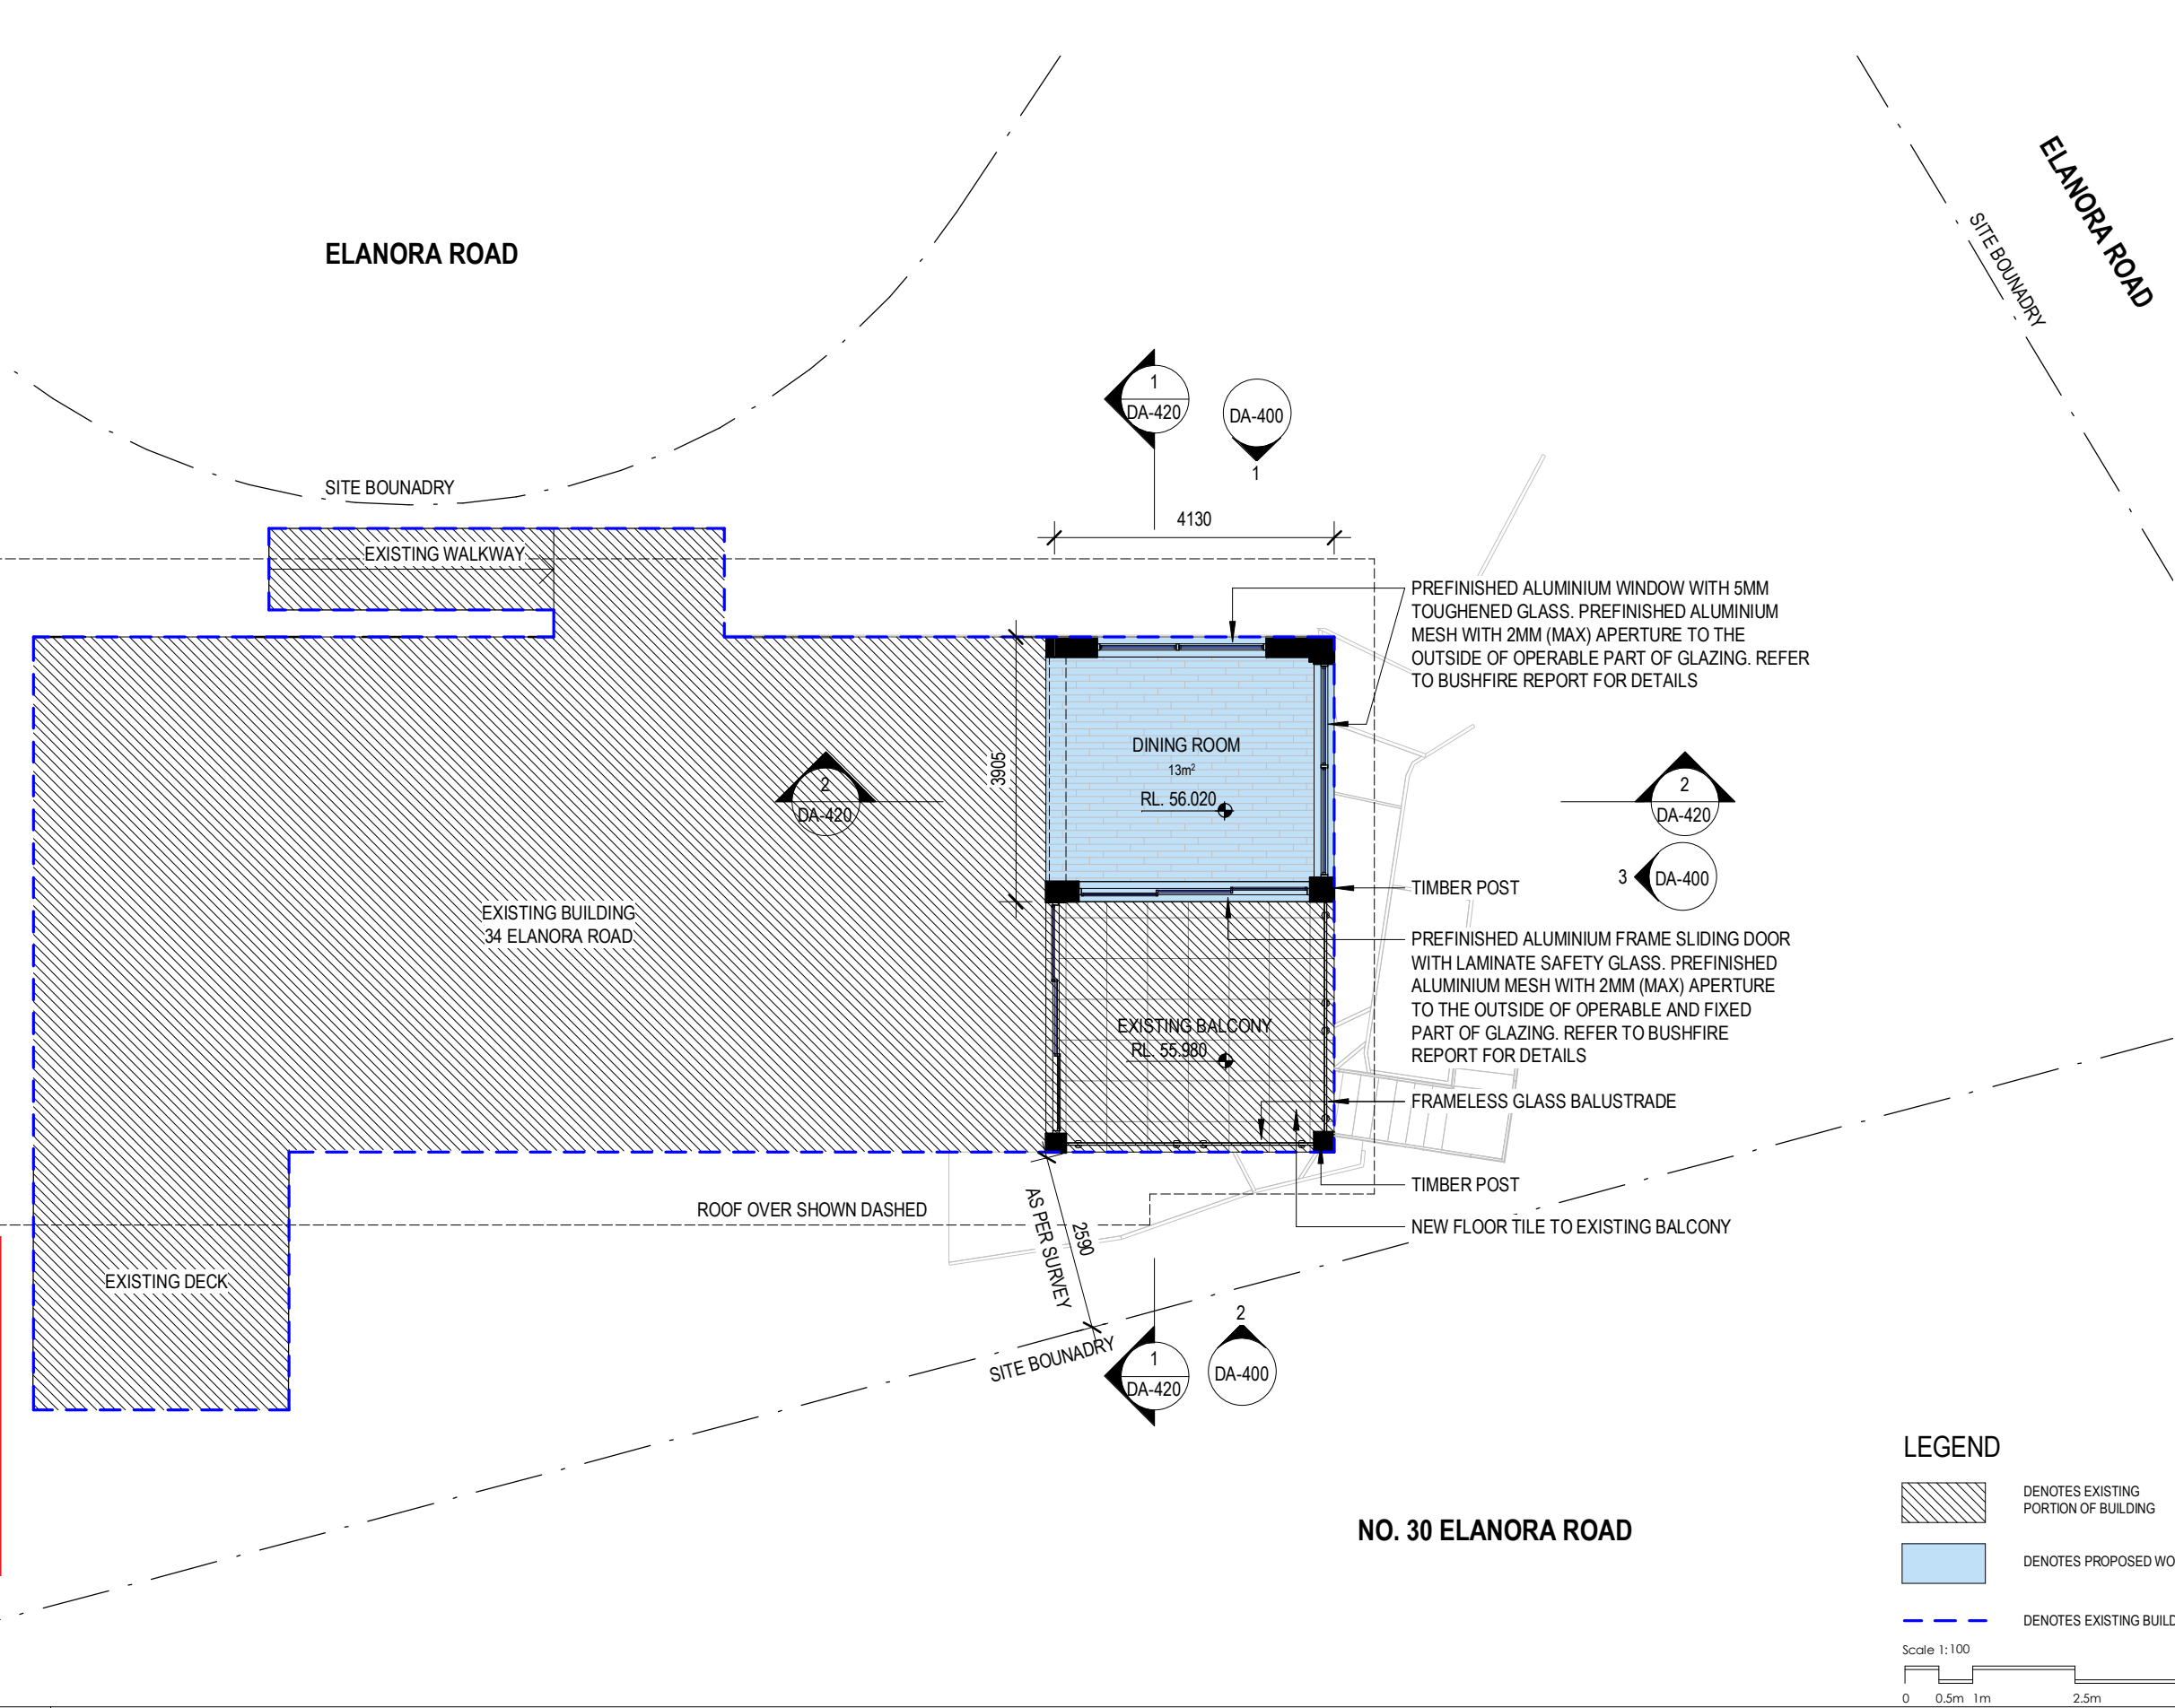 ELANORA ROAD
ELANORA ROAD
SITE BOUNADRY
1
DA-420
DA-400
1
SITE BOUNADRY
4130
EXISTING WALKWAY
PREFINISHED ALUMINIUM WINDOW WITH 5MM
TOUGHENED GLASS. PREFINISHED ALUMINIUM
MESH WITH 2MM (MAX) APERTURE TO THE
OUTSIDE OF OPERABLE PART OF GLAZING. REFER
TO BUSHFIRE REPORT FOR DETAILS
DINING ROOM
13m²
RL. 56.020
3905
2
DA-420
2
DA-420
3
DA-400
TIMBER POST
EXISTING BUILDING
34 ELANORA ROAD
PREFINISHED ALUMINIUM FRAME SLIDING DOOR
WITH LAMINATE SAFETY GLASS. PREFINISHED
ALUMINIUM MESH WITH 2MM (MAX) APERTURE
TO THE OUTSIDE OF OPERABLE AND FIXED
PART OF GLAZING. REFER TO BUSHFIRE
REPORT FOR DETAILS
EXISTING BALCONY
RL. 55.980
FRAMELESS GLASS BALUSTRADE
TIMBER POST
ROOF OVER SHOWN DASHED
NEW FLOOR TILE TO EXISTING BALCONY
2590
AS PER SURVEY
EXISTING DECK
SITE BOUNADRY
1
DA-420
2
DA-400
NO. 30 ELANORA ROAD
LEGEND
DENOTES EXISTING
PORTION OF BUILDING
DENOTES PROPOSED WO
DENOTES EXISTING BUILD
Scale 1:100
0 0.5m 1m 2.5m